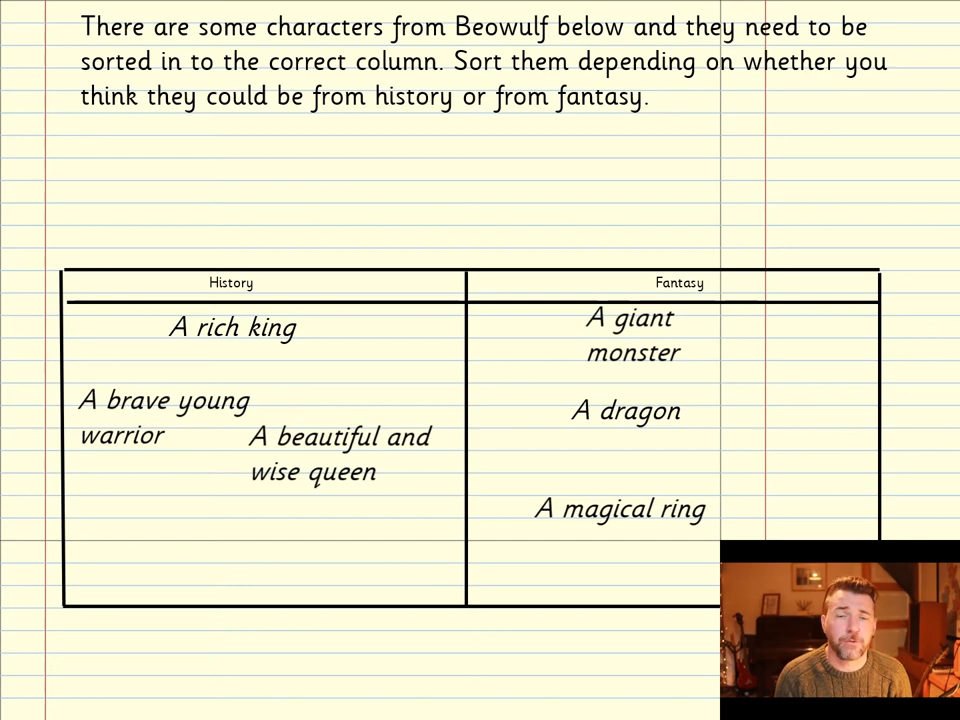 There are some characters from Beowulf below and they need to be
sorted in to the correct column. Sort them depending on whether you
think they could be from history or from fantasy.
History
Fantasy
A rich king
A giant
monster
A brave young
warrior
A beautiful and
wise queen
A dragon
A magical ring